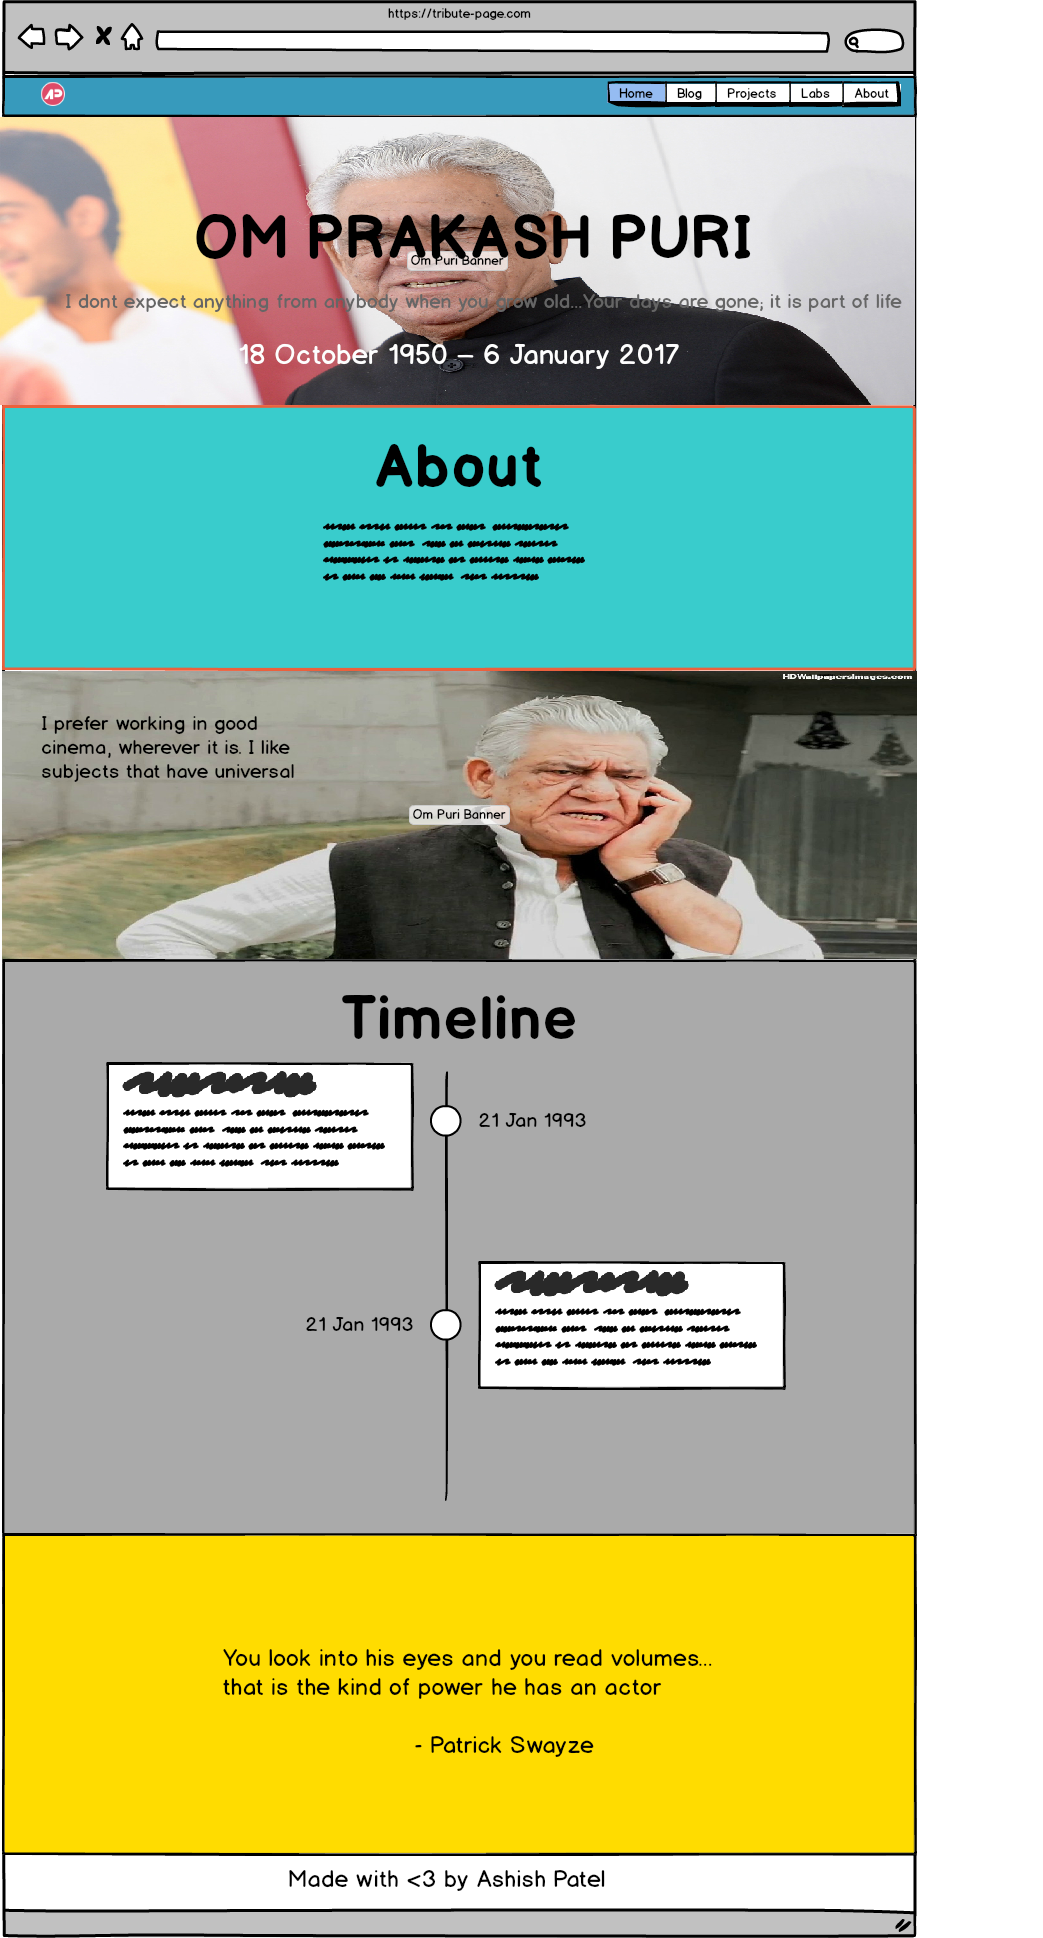 https://tribute-page.com
AP
Home Blog Projects Labs About
OM PRAKASH PURI
Om Puri Banner
I dont expect anything from anybody when you grow old...Your days are gone; it is part of life
18 October 1950 – 6 January 2017
About
HDWallpapersImages.com
I prefer working in good
cinema, wherever it is. I like
subjects that have universal
Om Puri Banner
Timeline
21 Jan 1993
21 Jan 1993
You look into his eyes and you read volumes...
that is the kind of power he has an actor
- Patrick Swayze
Made with <3 by Ashish Patel